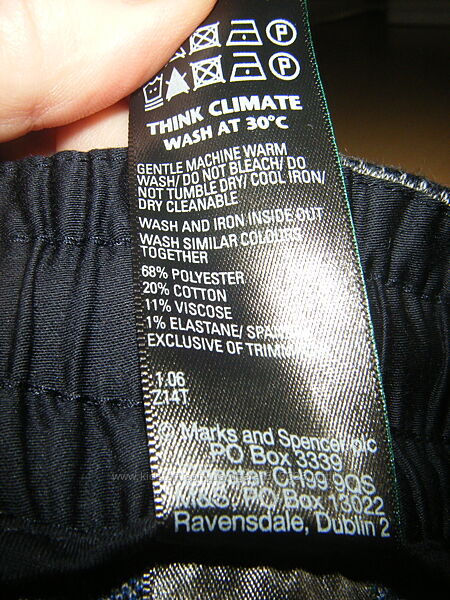 P
P
THINK CLIMATE
WASH AT 30°C
GENTLE MACHINE WARM
WASH/ DO NOT BLEACH/ DO
NOT TUMBLE DRY/ COOL IRON/
DRY CLEANABLE
WASH AND IRON INSIDE OUT
WASH SIMILAR COLOURS
TOGETHER
68% POLYESTER
20% COTTON
11% VISCOSE
1% ELASTANE/
EXCLUSIVE OF
1.06
Z14T
© Marks and Spencer plc
PO Box 3339
CH99 9QS
M&S, PO Box 13022
Ravensdale, Dublin 2